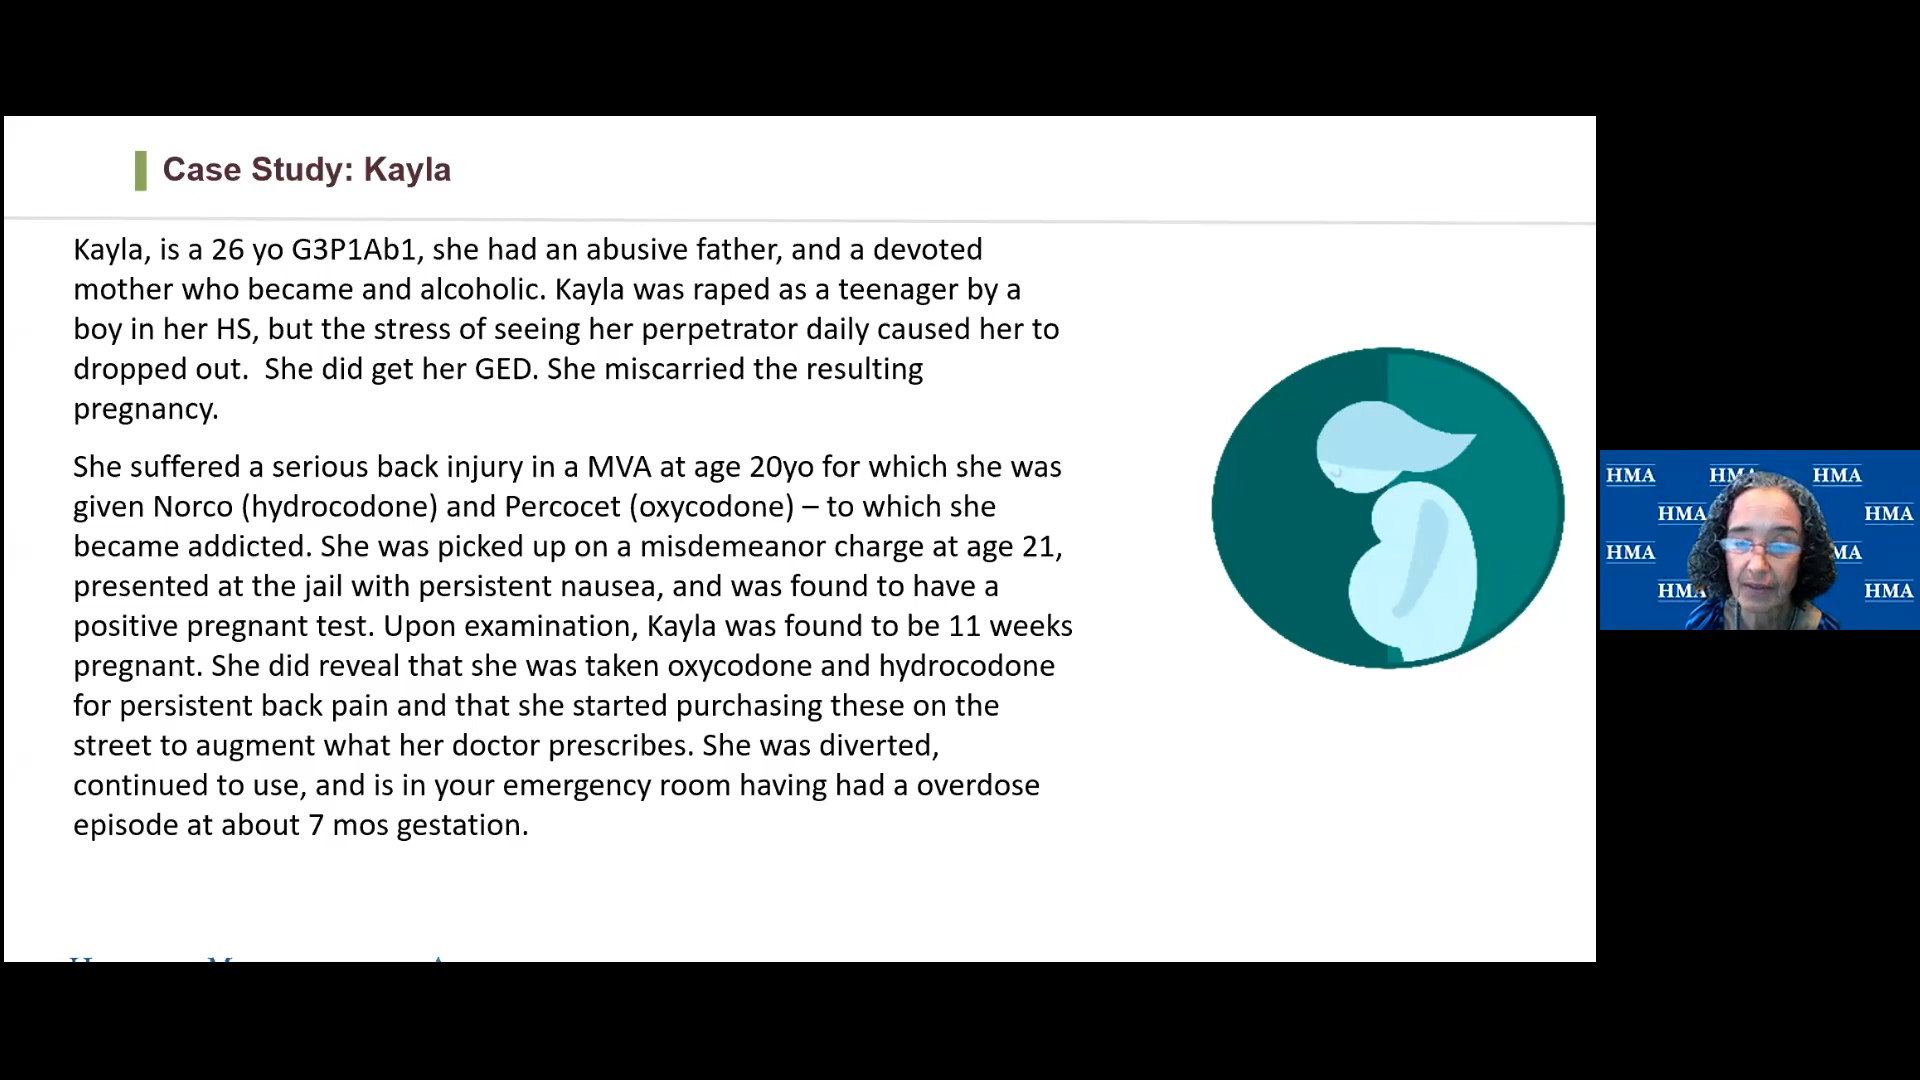 Case Study: Kayla
Kayla, is a 26 yo G3P1Ab1, she had an abusive father, and a devoted
mother who became and alcoholic. Kayla was raped as a teenager by a
boy in her HS, but the stress of seeing her perpetrator daily caused her to
dropped out.  She did get her GED. She miscarried the resulting
pregnancy.
She suffered a serious back injury in a MVA at age 20yo for which she was
given Norco (hydrocodone) and Percocet (oxycodone) – to which she
became addicted. She was picked up on a misdemeanor charge at age 21,
presented at the jail with persistent nausea, and was found to have a
positive pregnant test. Upon examination, Kayla was found to be 11 weeks
pregnant. She did reveal that she was taken oxycodone and hydrocodone
for persistent back pain and that she started purchasing these on the
street to augment what her doctor prescribes. She was diverted,
continued to use, and is in your emergency room having had a overdose
episode at about 7 mos gestation.
HMA HMA HMA
HMA HMA
HMA MA
HMA HMA